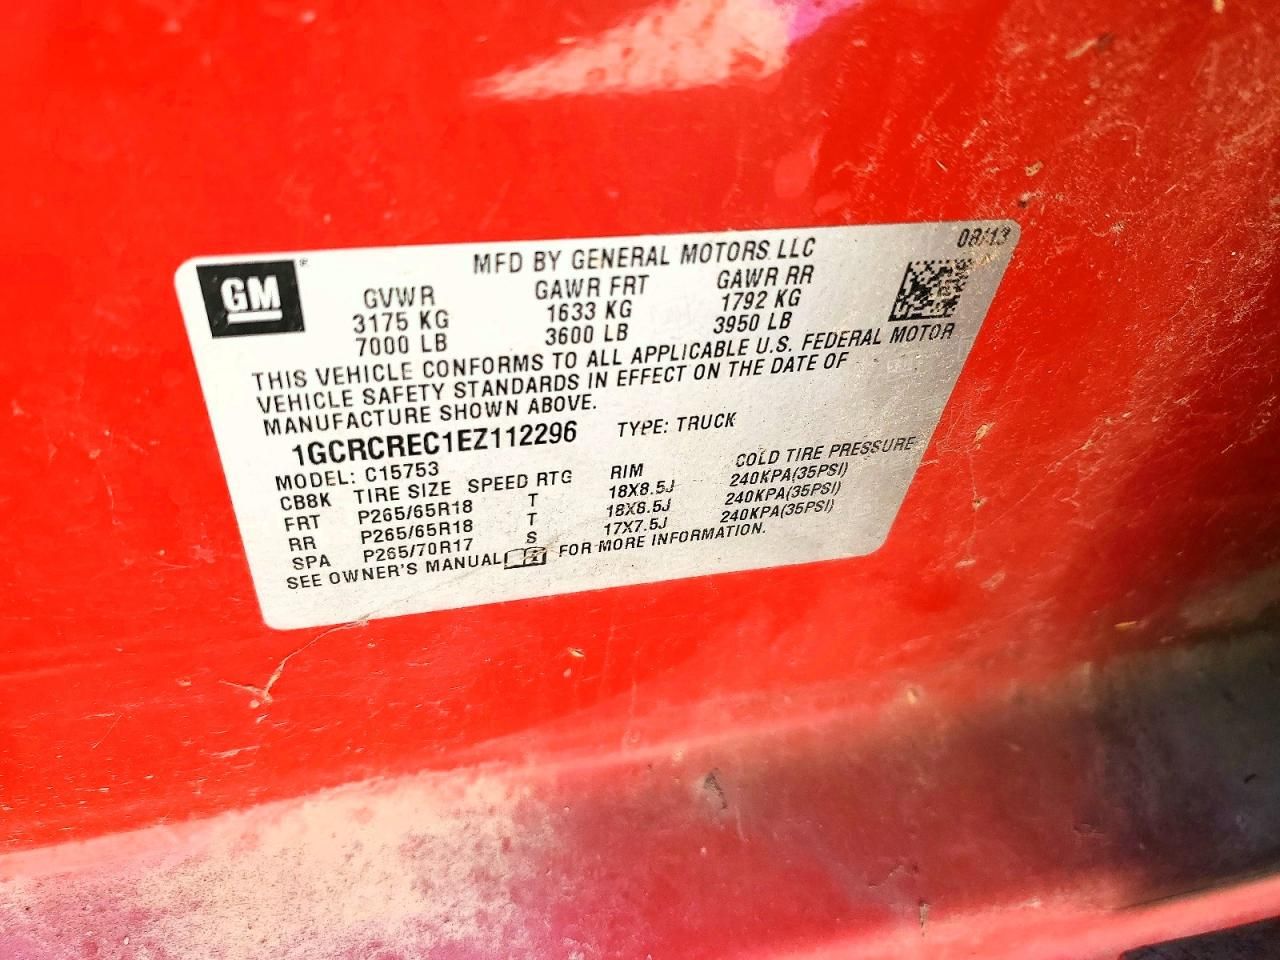 GM
MFD BY GENERAL MOTORS LLC 08/13
GVWR GAWR FRT GAWR RR
3175 KG 1633 KG 1792 KG
7000 LB 3600 LB 3950 LB
THIS VEHICLE CONFORMS TO ALL APPLICABLE U.S. FEDERAL MOTOR
VEHICLE SAFETY STANDARDS IN EFFECT ON THE DATE OF
MANUFACTURE SHOWN ABOVE.
1GCRCREC1EZ112296 TYPE: TRUCK
MODEL: C15753
CB8K TIRE SIZE SPEED RTG RIM COLD TIRE PRESSURE
FRT P265/65R18 T 18X8.5J 240KPA(35PSI)
RR P265/65R18 T 18X8.5J 240KPA(35PSI)
SPA P265/70R17 S 17X7.5J 240KPA(35PSI)
SEE OWNER'S MANUAL FOR MORE INFORMATION.